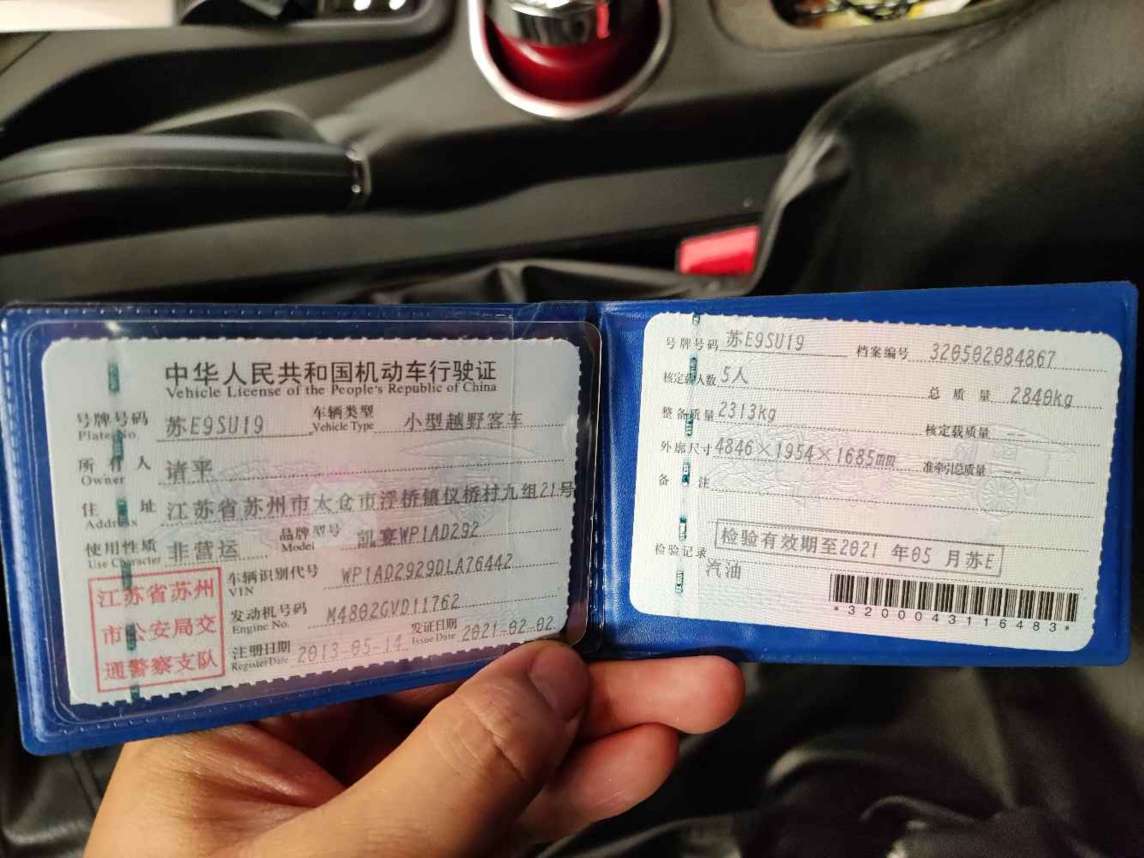 中华人民共和国机动车行驶证
Vehicle License of the People's Republic of China
号牌号码 苏E9SU19 车辆类型 小型越野客车
Plate No. Vehicle Type
所有人 诸平
Owner
住址 江苏省苏州市太仓市浮桥镇仪桥村九组21号
Address
使用性质 非营运 品牌型号 凯宴WP1AD292
Use Character Model
江苏省苏州
市公安局交
通警察支队
车辆识别代号 WP1AD2929DLA76442
VIN
发动机号码 M4802GVD11762
Engine No.
注册日期 2013-05-14 发证日期 2021-02-02
Register Date Issue Date
号牌号码 苏E9SU19 档案编号 320502084867
核定载人数 5人 总质量 2840kg
整备质量 2313kg 核定载质量 --
外廓尺寸 4846×1954×1685mm 准牵引总质量 --
备注
检验有效期至2021年05月苏E
检验记录
汽油
*3200043116483*